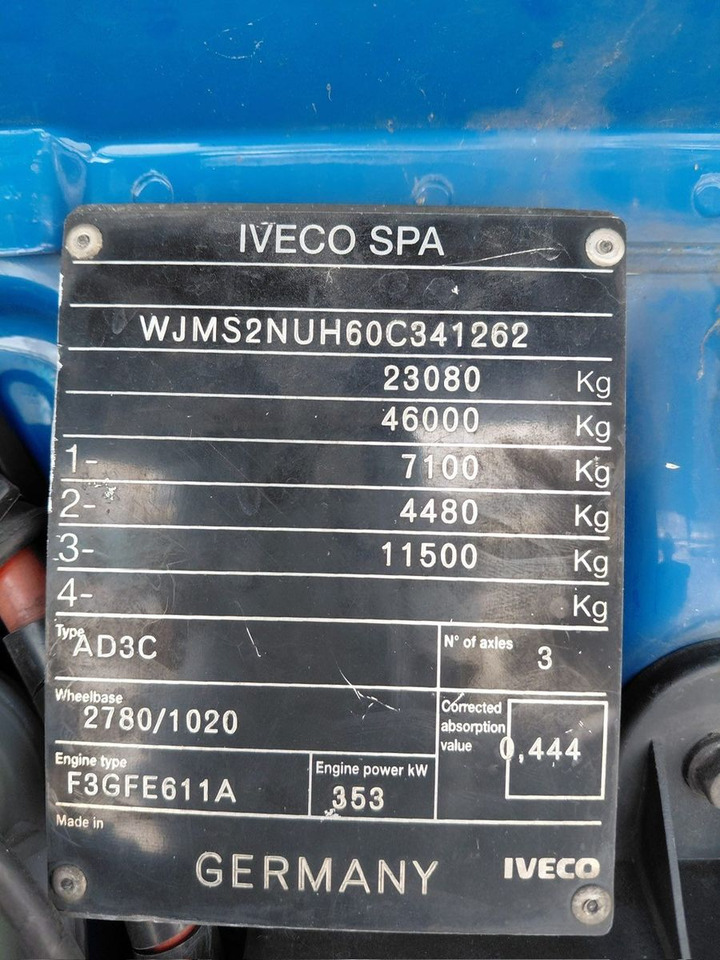 IVECO SPA
WJMS2NUH60C341262
23080 Kg
46000 Kg
1- 7100 Kg
2- 4480 Kg
3- 11500 Kg
4- Kg
Type AD3C
N° of axles 3
Wheelbase
2780/1020
Corrected
absorption
value 0,444
Engine type
F3GFE611A
Engine power kW
353
Made in
GERMANY
IVECO